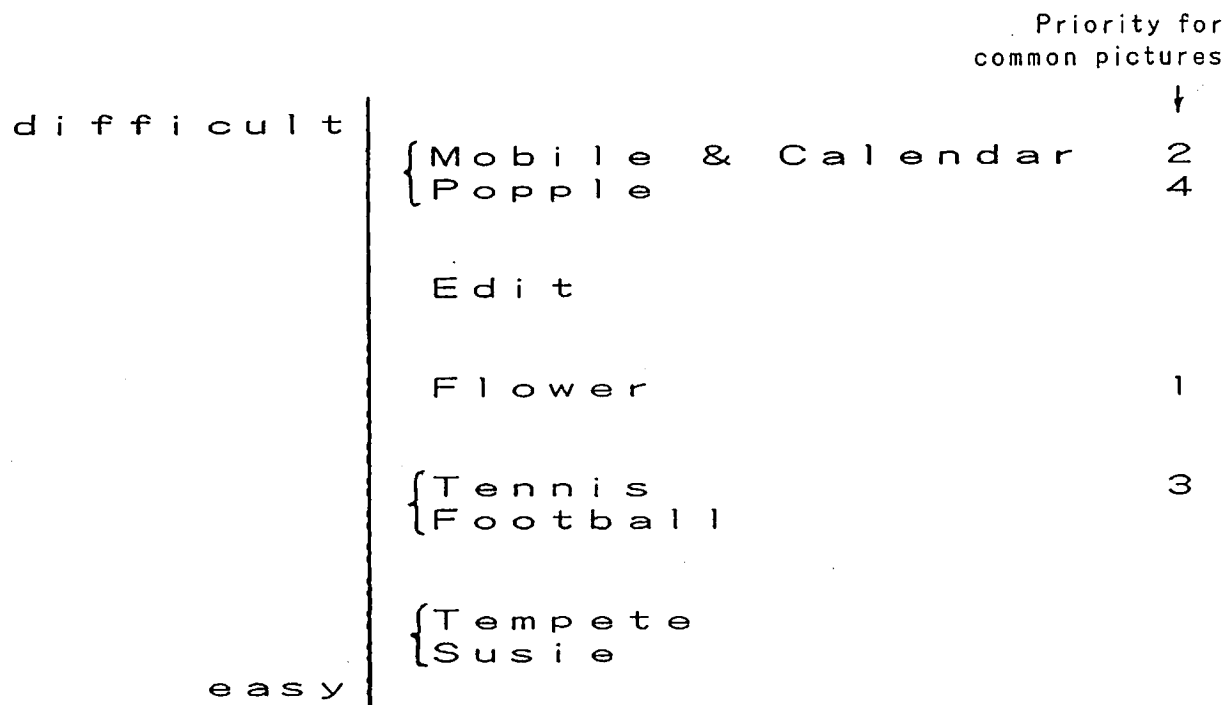 Priority for
common pictures
↓
difficult
Mobile & Calendar 2
Popple 4
Edit
Flower 1
Tennis 3
Football
Tempete
Susie
easy